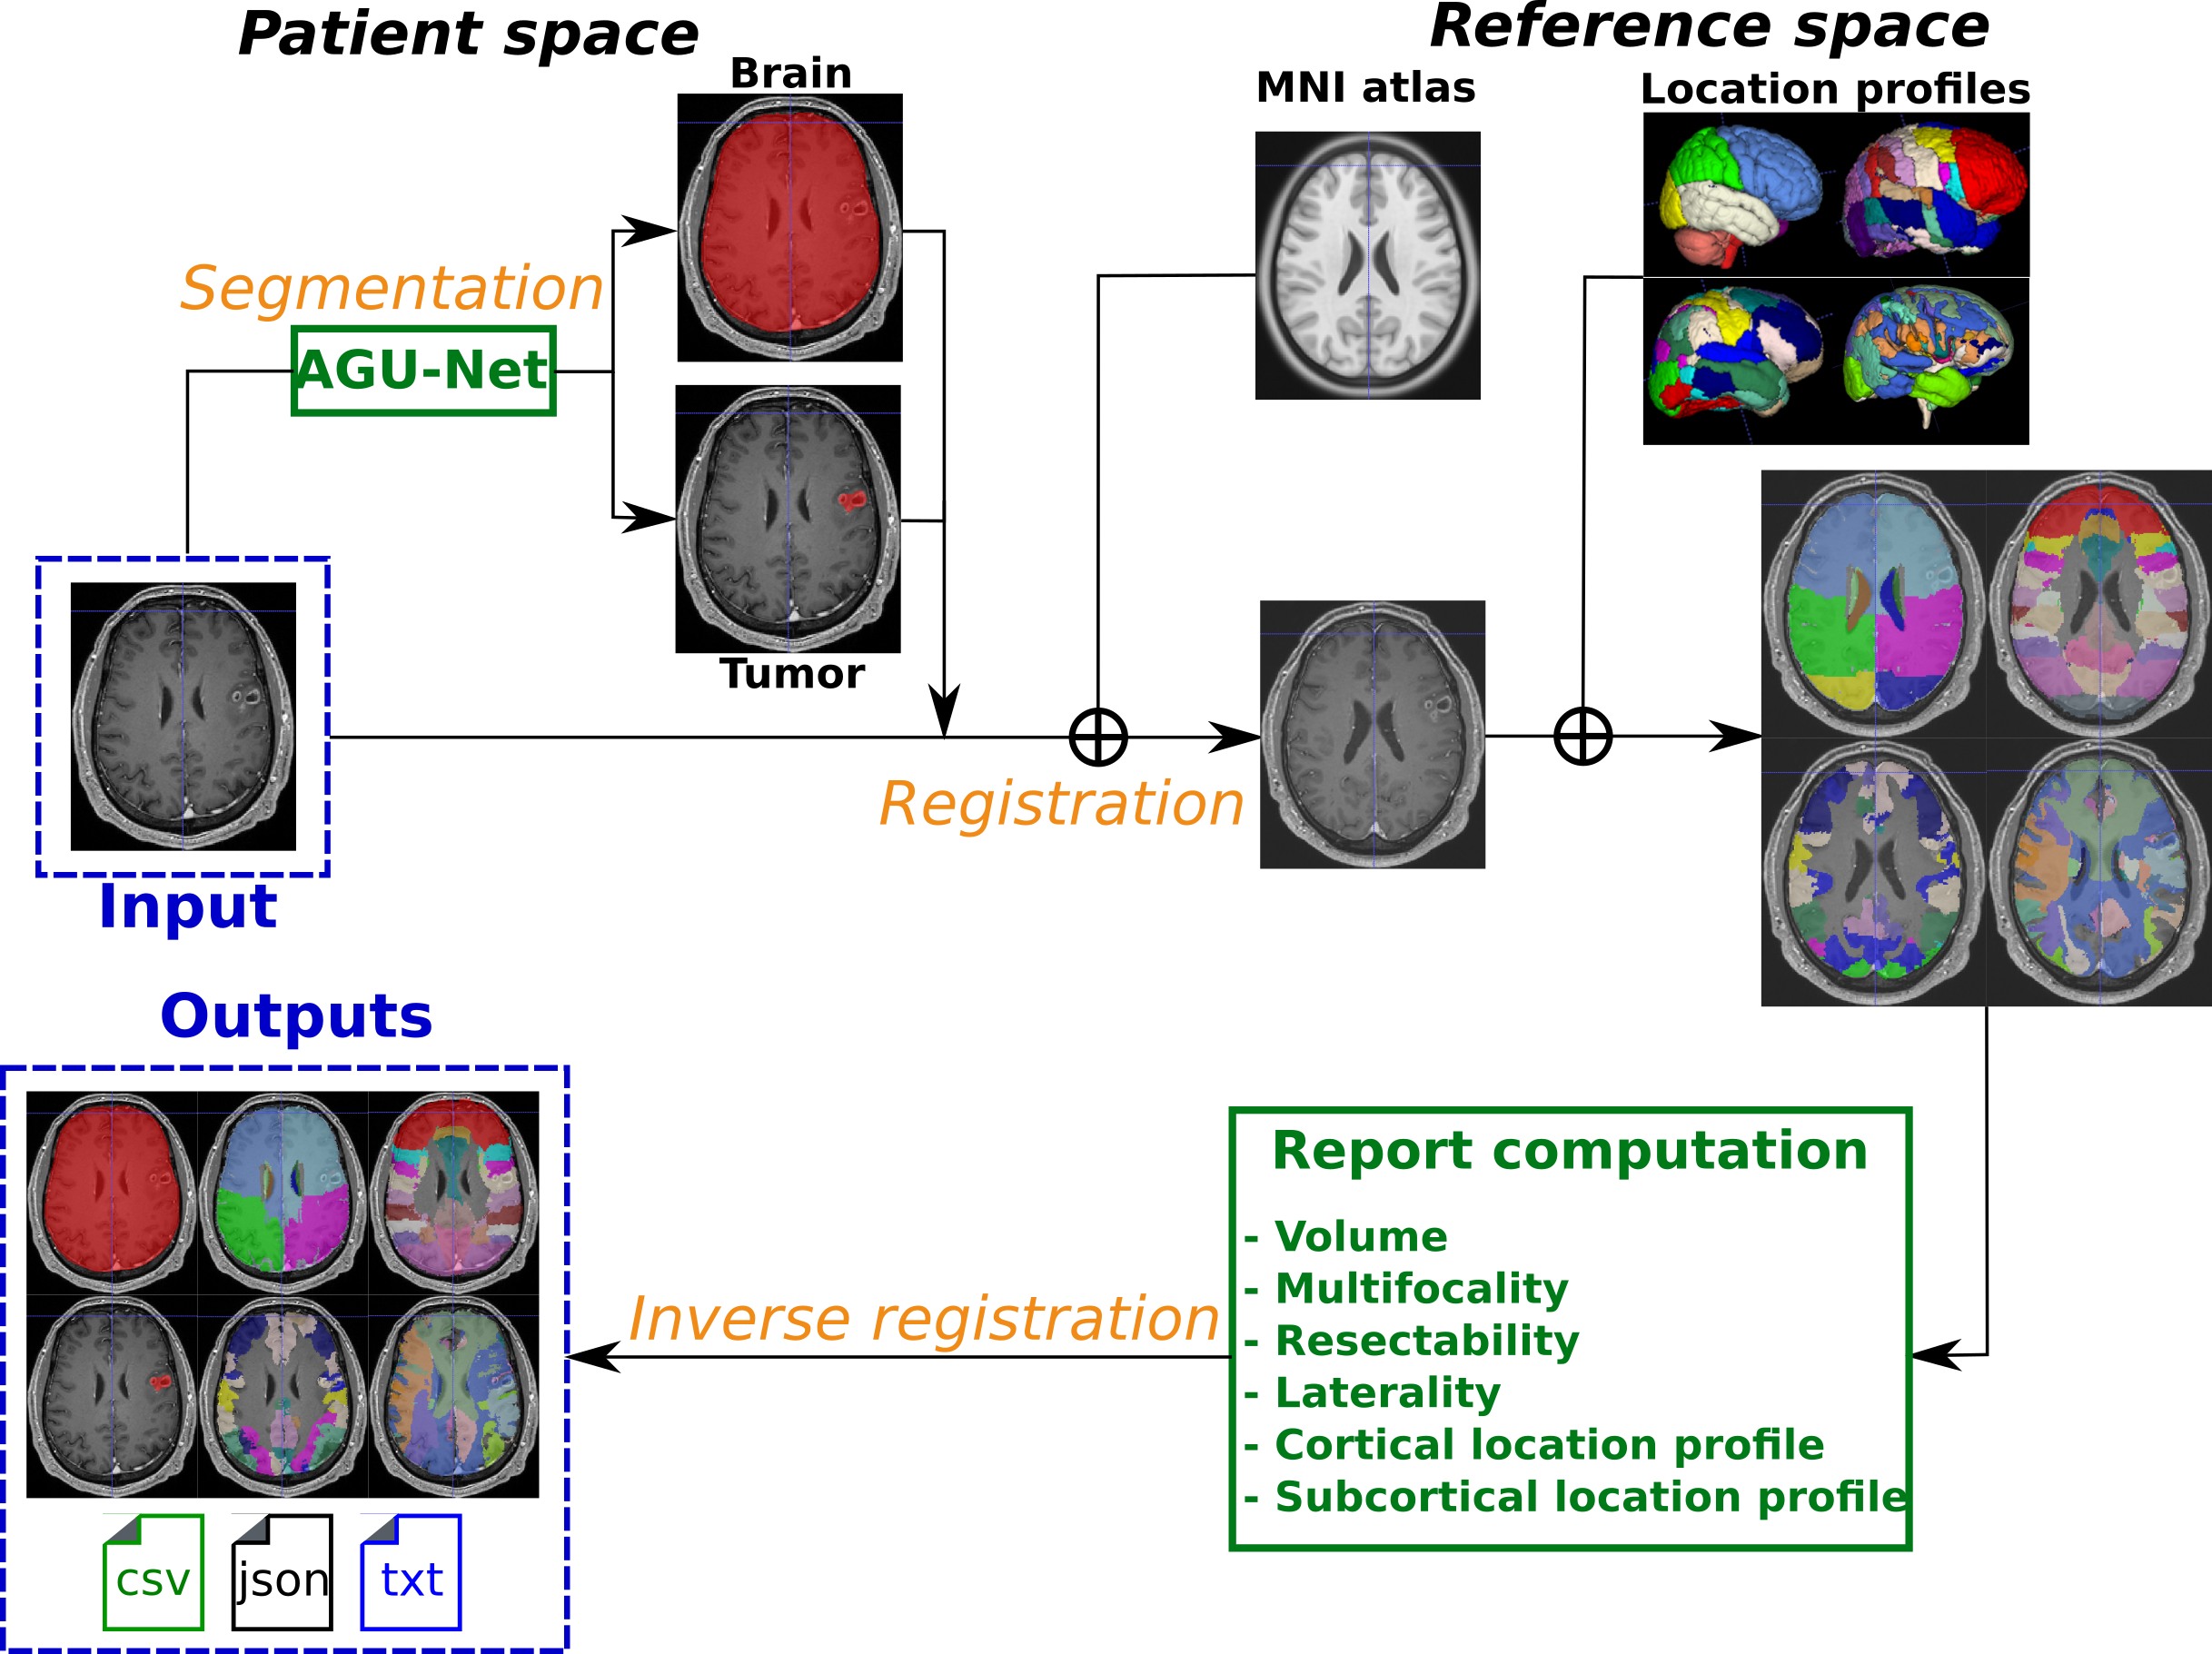 Patient space
Reference space
Brain
MNI atlas
Location profiles
Segmentation
AGU-Net
Tumor
Registration
Input
Outputs
Report computation
- Volume
- Multifocality
- Resectability
- Laterality
- Cortical location profile
- Subcortical location profile
Inverse registration
csv
json
txt